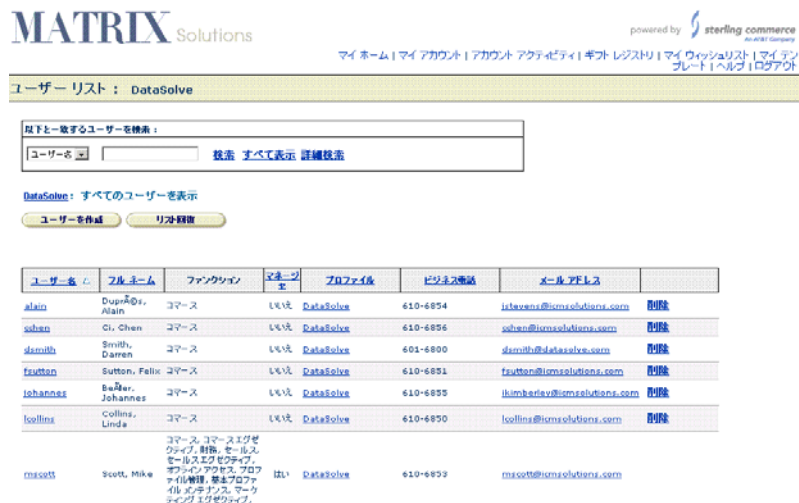 MATRIX Solutions
powered by sterling commerce
An AT&T Company
マイ ホーム | マイ アカウント | アカウント アクティビティ | ギフト レジストリ | マイ ウィッシュリスト | マイ テン
プレート | ヘルプ | ログアウト
ユーザー リスト : DataSolve
以下と一致するユーザーを検索 :
ユーザー名 検索 すべて表示 詳細検索
DataSolve : すべてのユーザーを表示
ユーザーを作成 リスト回復
ユーザー名 フル ネーム ファンクション マネージャ プロファイル ビジネス電話 メール アドレス
alain Dupré©s, Alain コマース いいえ DataSolve 610-6854 jstevens@icmsolutions.com 削除
cchen Ci, Chen コマース いいえ DataSolve 610-6856 cchen@icmsolutions.com 削除
dsmith Smith, Darren コマース いいえ DataSolve 601-6800 dsmith@datasolve.com 削除
fsutton Sutton, Felix コマース いいえ DataSolve 610-6851 fsutton@icmsolutions.com 削除
johannes Johannes コマース いいえ DataSolve 610-6855 jkimberley@icmsolutions.com 削除
lcollins Collins, Linda コマース いいえ DataSolve 610-6850 lcollins@icmsolutions.com 削除
mscott Scott, Mike コマース, コマース エグゼクティブ, 財務, セールス, セールス エグゼクティブ, オフライン アクセス, プロファイル管理, 基本プロファイル メンテナンス, マーケティング エグゼクティブ, はい DataSolve 610-6853 mscott@icmsolutions.com